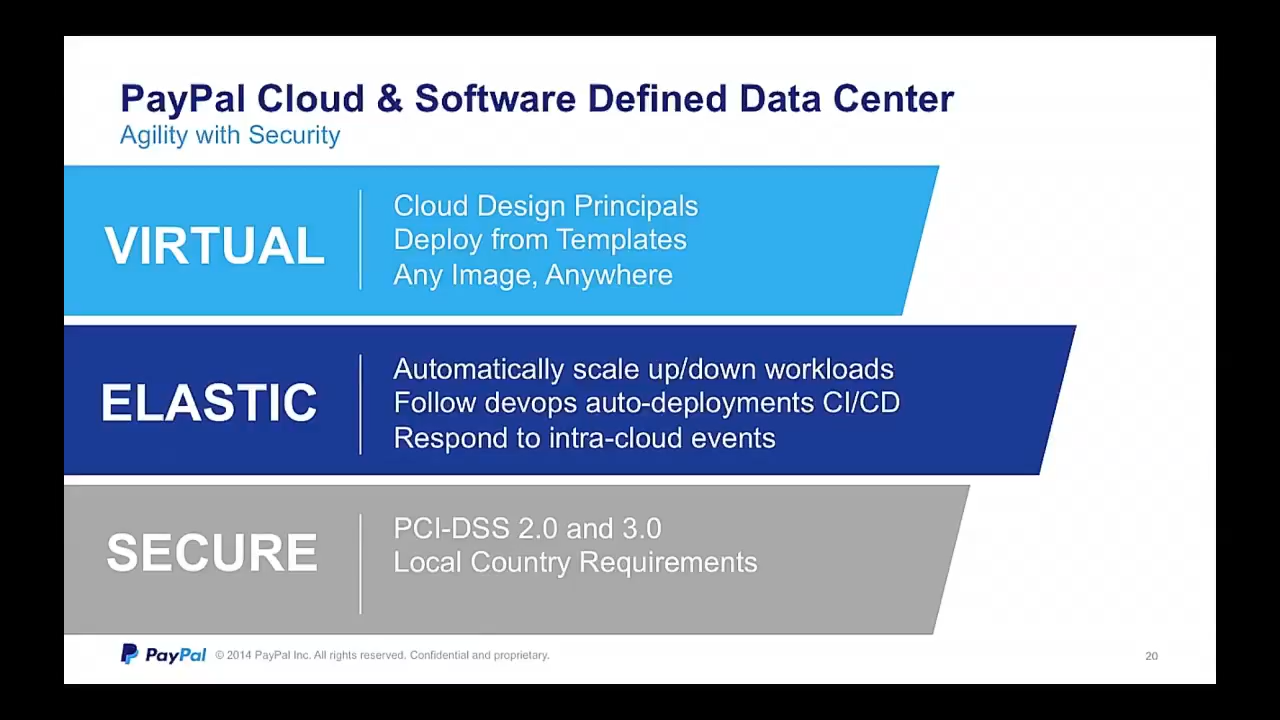 PayPal Cloud & Software Defined Data Center
Agility with Security
VIRTUAL
Cloud Design Principals
Deploy from Templates
Any Image, Anywhere
ELASTIC
Automatically scale up/down workloads
Follow devops auto-deployments CI/CD
Respond to intra-cloud events
SECURE
PCI-DSS 2.0 and 3.0
Local Country Requirements
PayPal © 2014 PayPal Inc. All rights reserved. Confidential and proprietary.
20